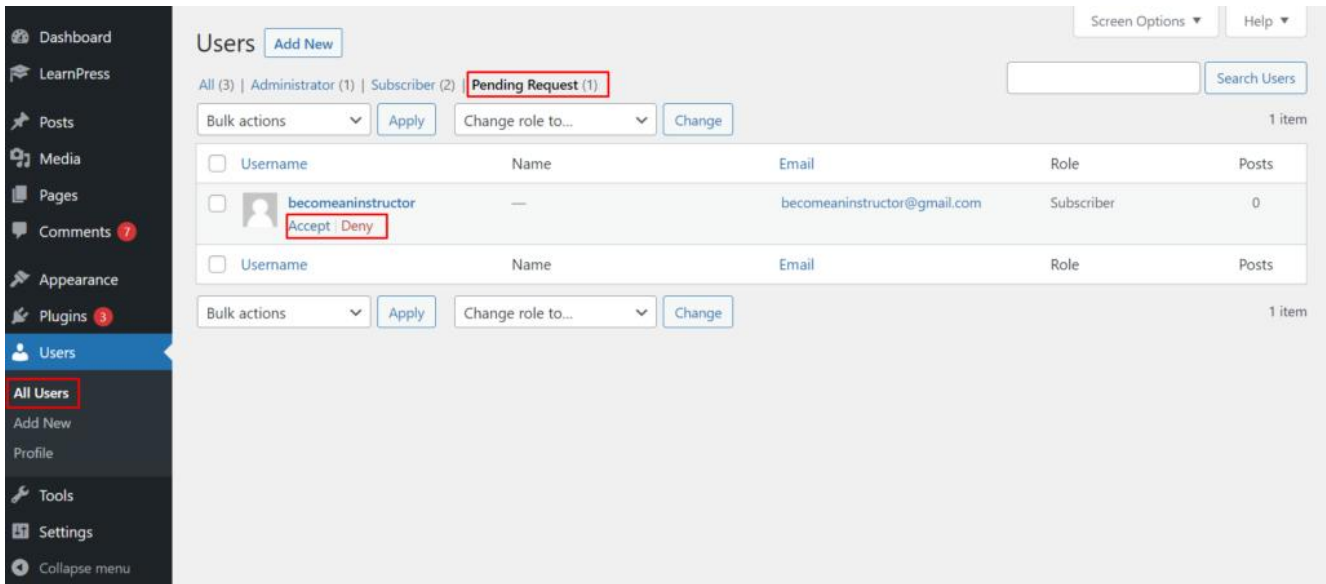 Dashboard
LearnPress
Posts
Media
Pages
Comments 7
Appearance
Plugins 3
Users
All Users
Add New
Profile
Tools
Settings
Collapse menu
Screen Options ▼ Help ▼
Users Add New
All (3) | Administrator (1) | Subscriber (2) | Pending Request (1)
Search Users
Bulk actions Apply Change role to... Change 1 item
Username Name Email Role Posts
becomeaninstructor — becomeaninstructor@gmail.com Subscriber 0
Accept | Deny
Username Name Email Role Posts
Bulk actions Apply Change role to... Change 1 item